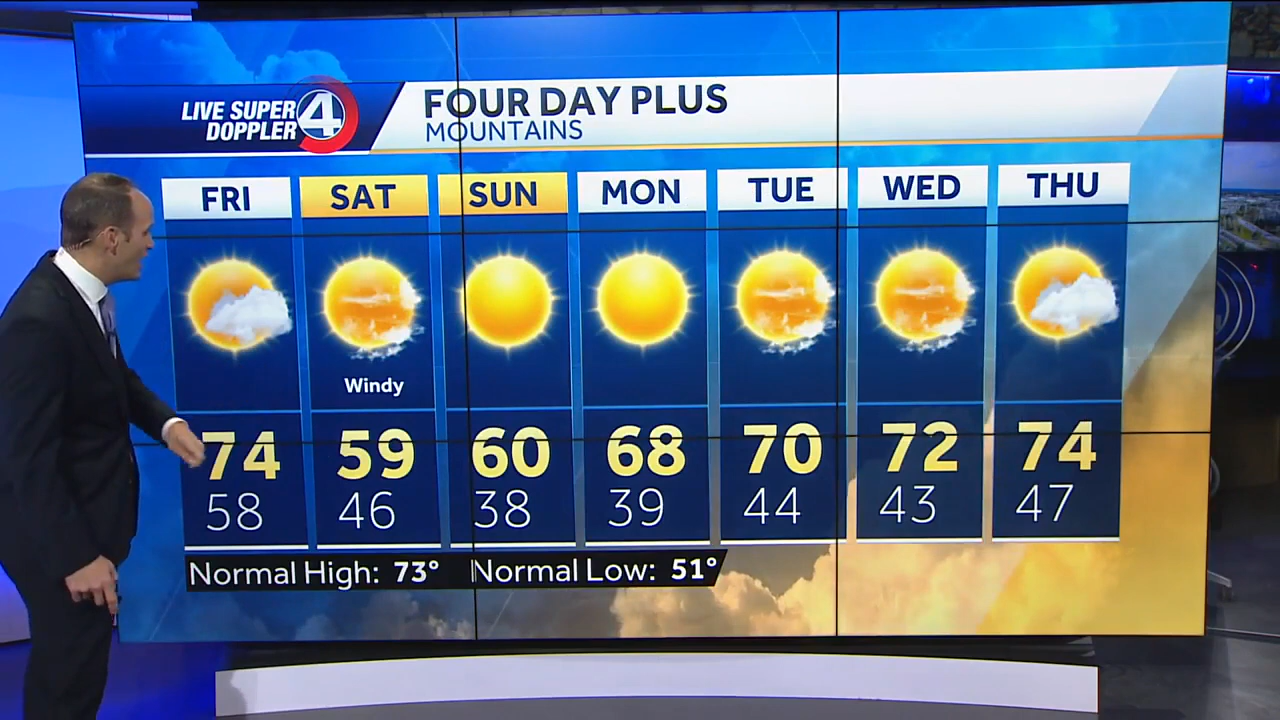 LIVE SUPER
DOPPLER 4
FOUR DAY PLUS
MOUNTAINS
FRI SAT SUN MON TUE WED THU
Windy
74 59 60 68 70 72 74
58 46 38 39 44 43 47
Normal High: 73° Normal Low: 51°